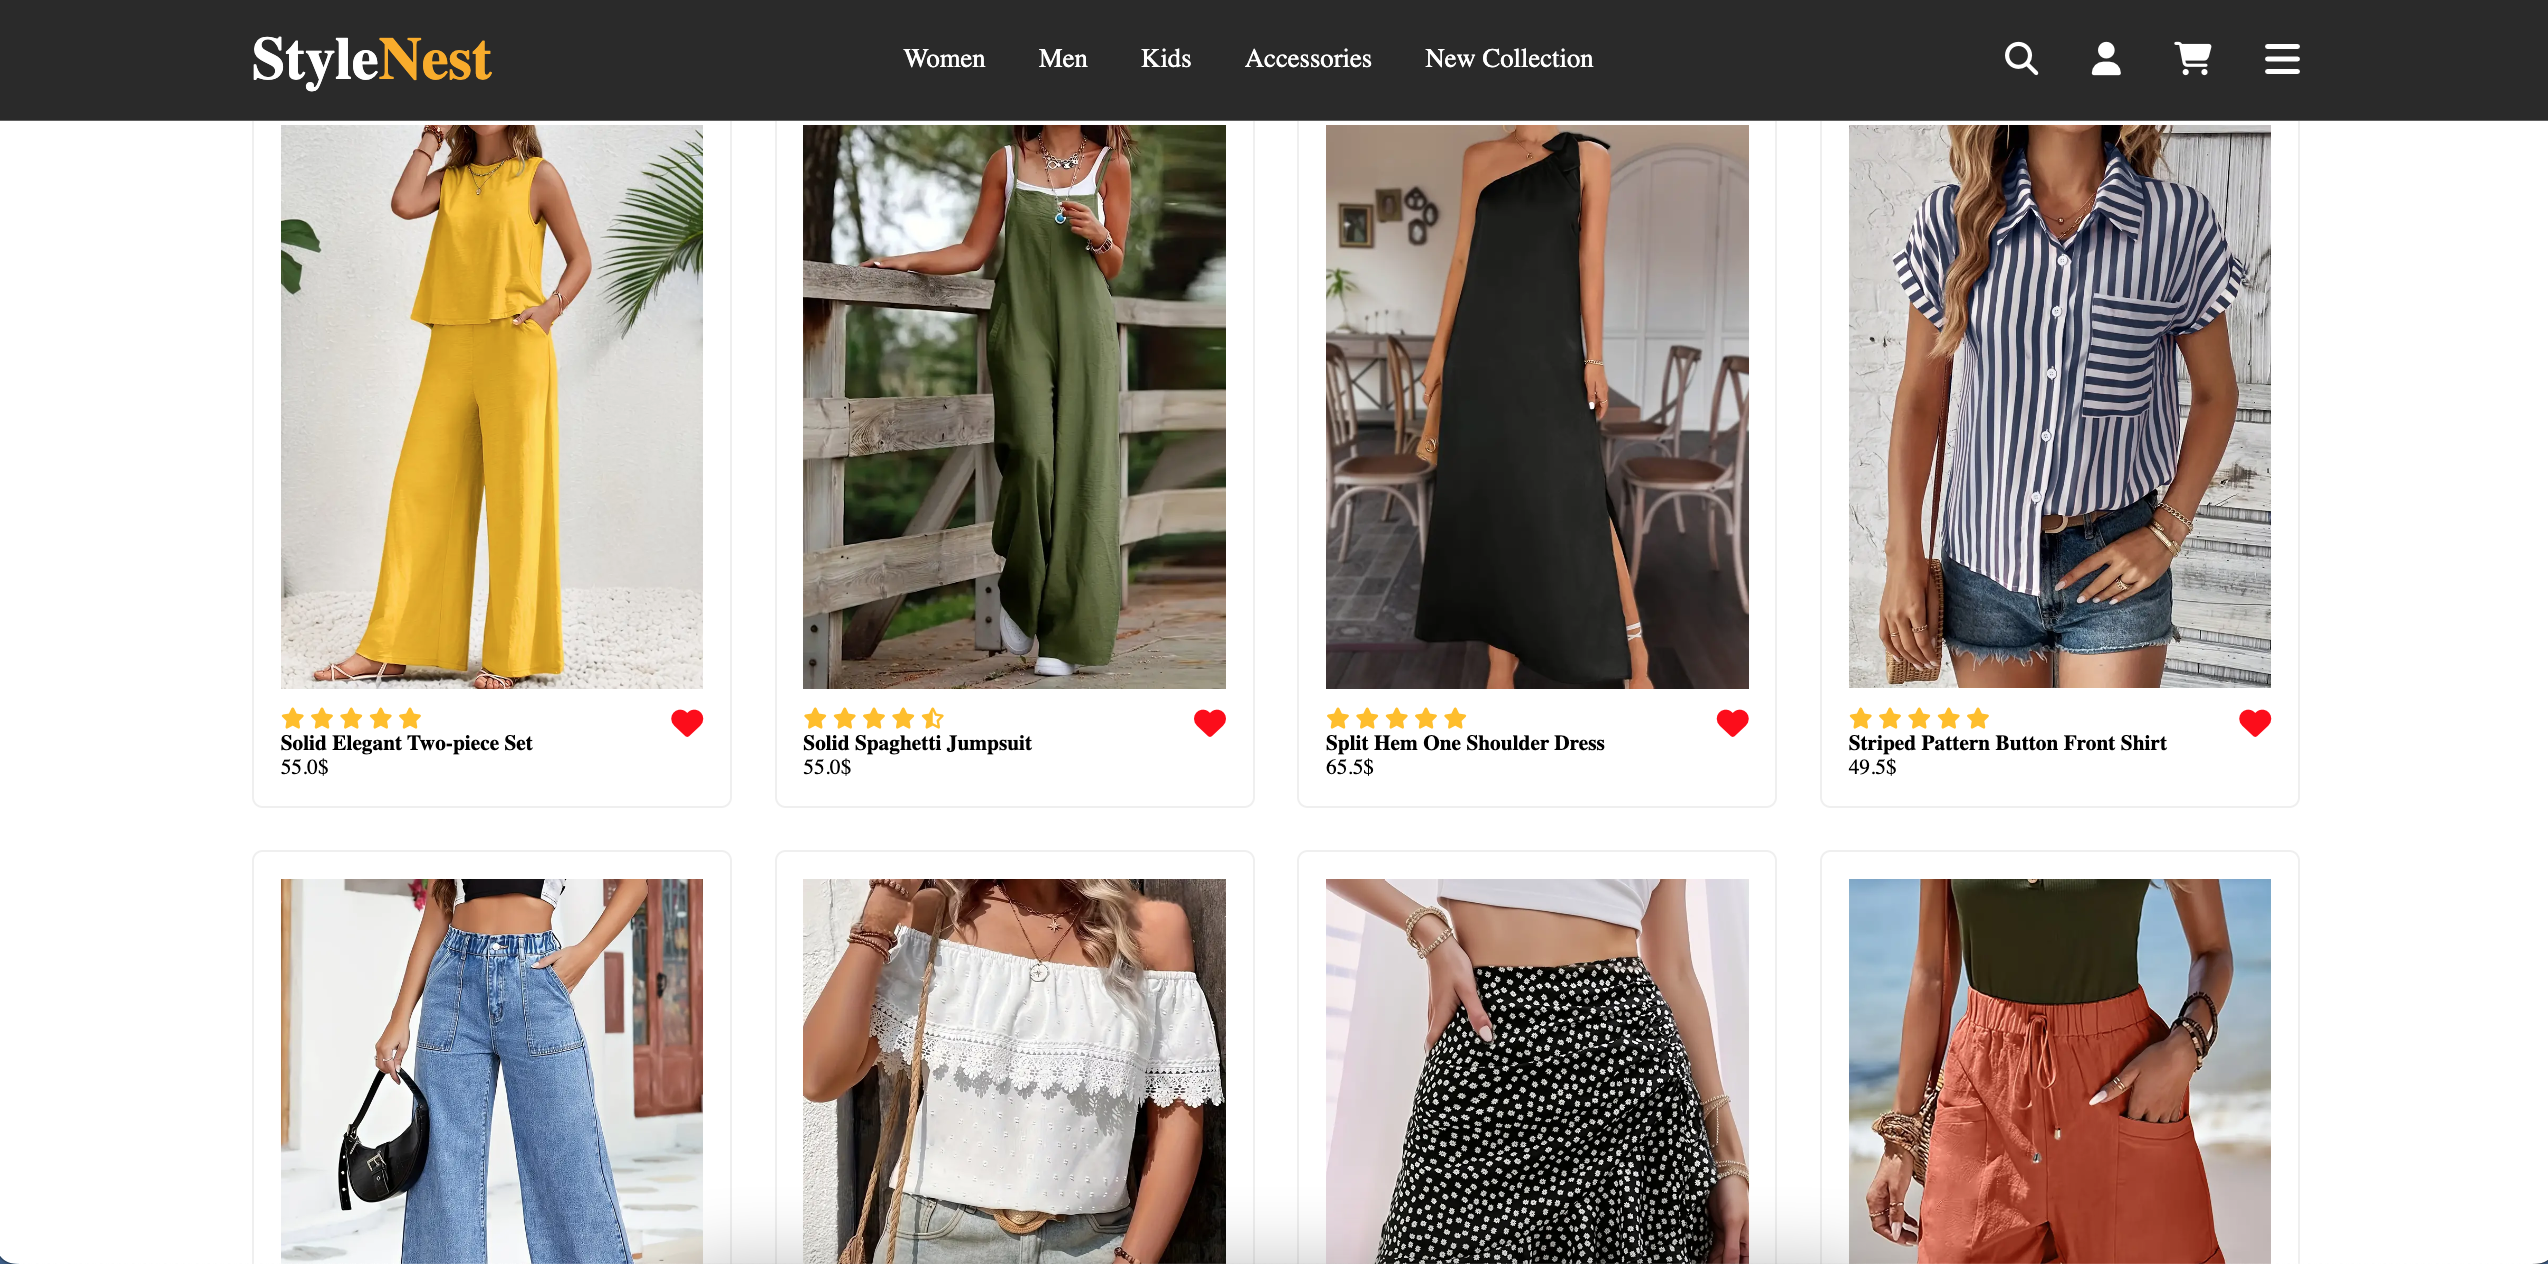 StyleNest
Women Men Kids Accessories New Collection
Solid Elegant Two-piece Set
55.0$
Solid Spaghetti Jumpsuit
55.0$
Split Hem One Shoulder Dress
65.5$
Striped Pattern Button Front Shirt
49.5$